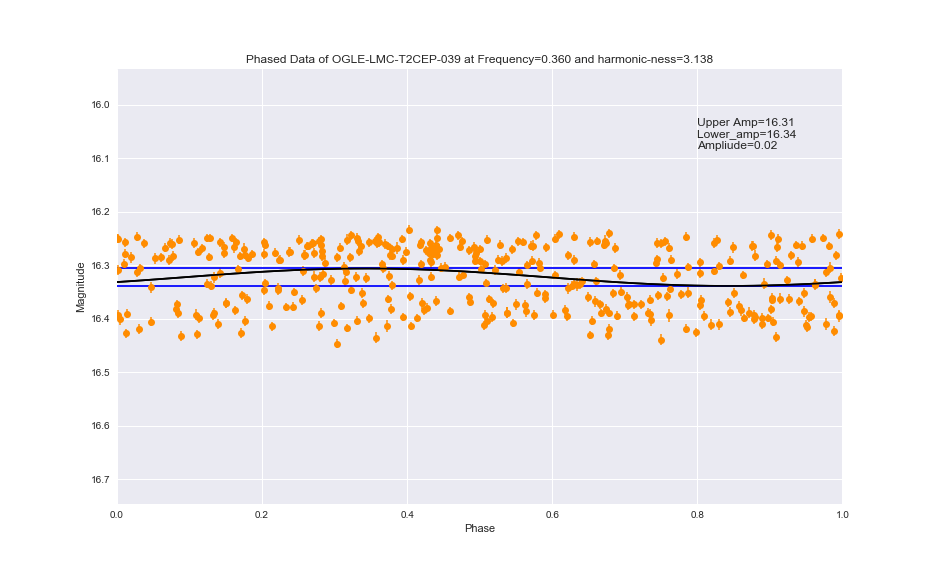 Phased Data of OGLE-LMC-T2CEP-039 at Frequency=0.360 and harmonic-ness=3.138
Upper Amp=16.31
Lower_amp=16.34
Ampliude=0.02
16.0
16.1
16.2
16.3
16.4
16.5
16.6
16.7
Magnitude
0.0 0.2 0.4 0.6 0.8 1.0
Phase